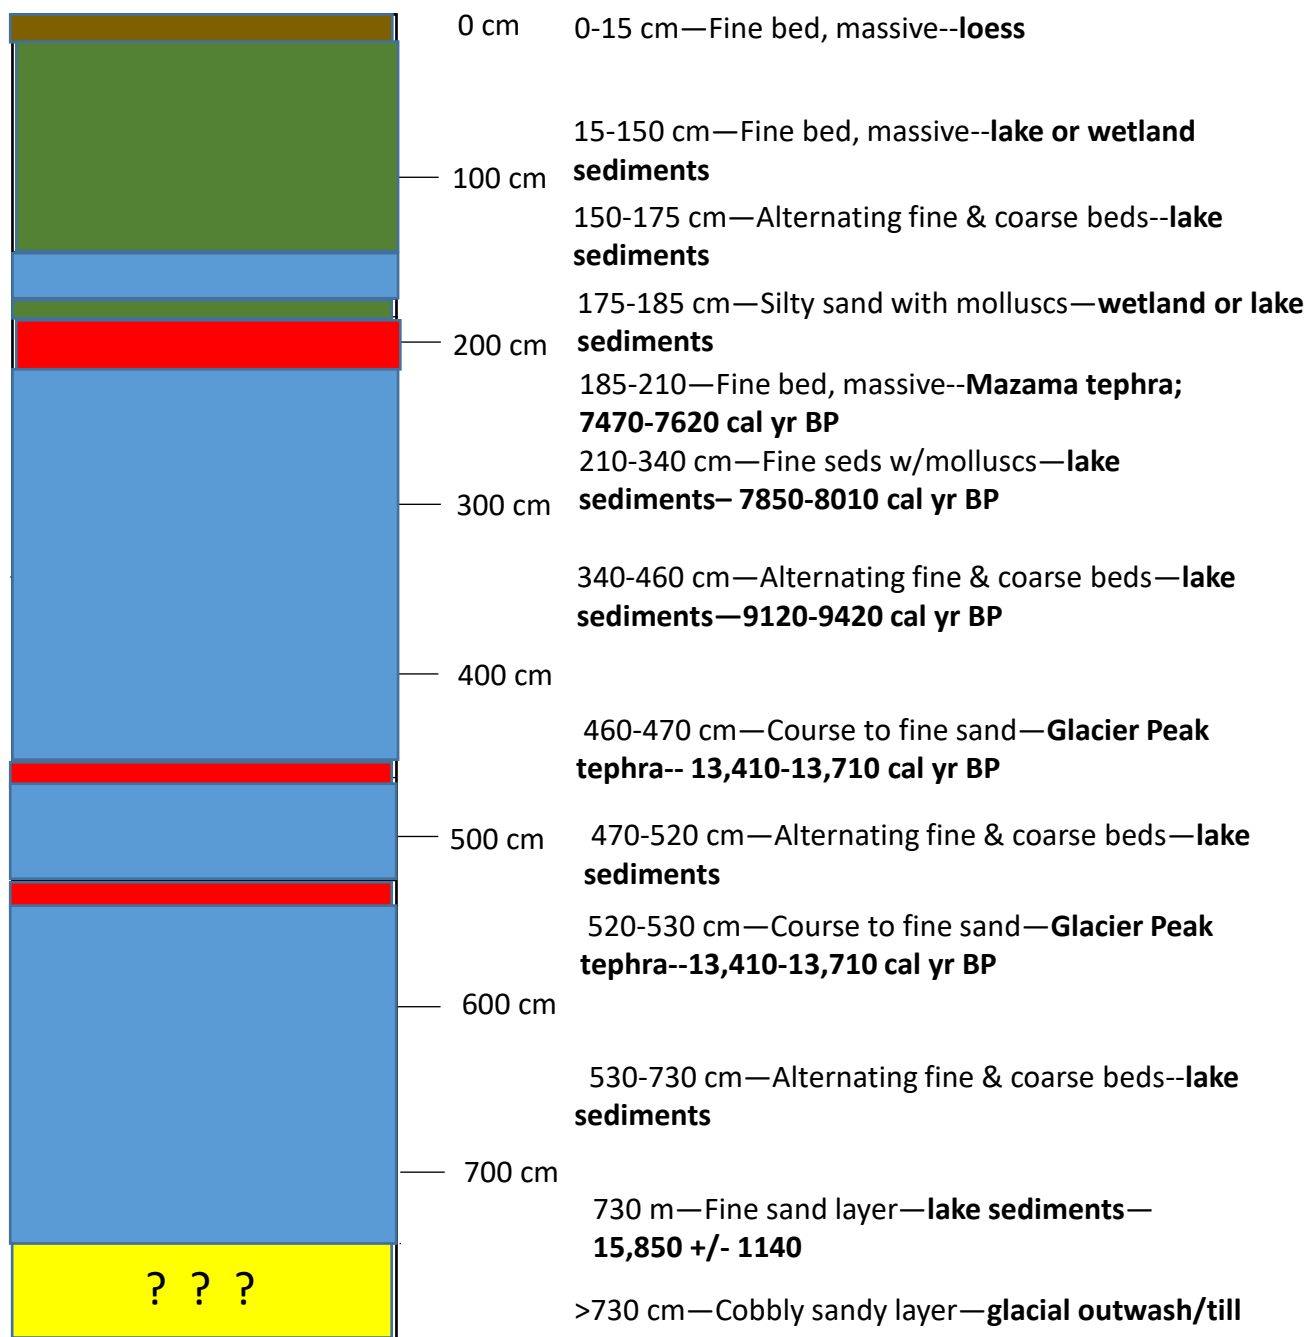 0 cm
0-15 cm—Fine bed, massive--loess
15-150 cm—Fine bed, massive--lake or wetland
sediments
100 cm
150-175 cm—Alternating fine & coarse beds--lake
sediments
175-185 cm—Silty sand with molluscs—wetland or lake
sediments
200 cm
185-210—Fine bed, massive--Mazama tephra;
7470-7620 cal yr BP
210-340 cm—Fine seds w/molluscs—lake
sediments– 7850-8010 cal yr BP
300 cm
340-460 cm—Alternating fine & coarse beds—lake
sediments—9120-9420 cal yr BP
400 cm
460-470 cm—Course to fine sand—Glacier Peak
tephra-- 13,410-13,710 cal yr BP
500 cm
470-520 cm—Alternating fine & coarse beds—lake
sediments
520-530 cm—Course to fine sand—Glacier Peak
tephra--13,410-13,710 cal yr BP
600 cm
530-730 cm—Alternating fine & coarse beds--lake
sediments
700 cm
730 m—Fine sand layer—lake sediments—
15,850 +/- 1140
? ? ?
>730 cm—Cobbly sandy layer—glacial outwash/till